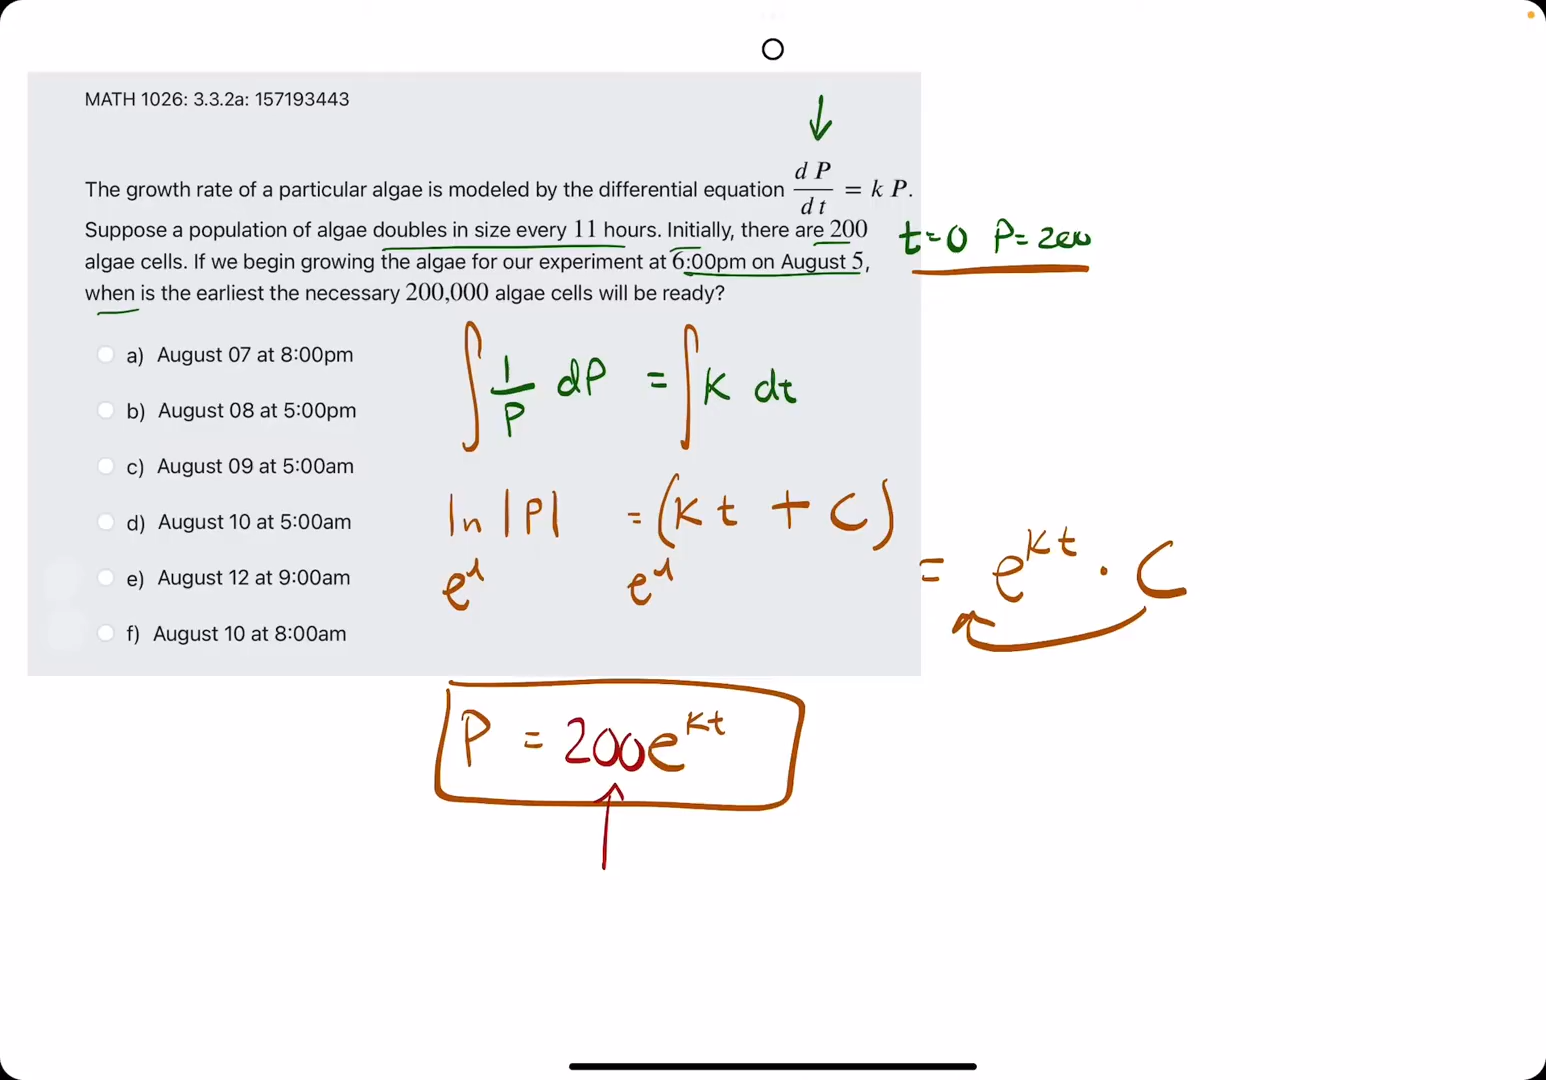 MATH 1026: 3.3.2a: 157193443
The growth rate of a particular algae is modeled by the differential equation dP/dt = k P.
Suppose a population of algae doubles in size every 11 hours. Initially, there are 200
t=0 P=200
algae cells. If we begin growing the algae for our experiment at 6:00pm on August 5,
when is the earliest the necessary 200,000 algae cells will be ready?
a) August 07 at 8:00pm
b) August 08 at 5:00pm
c) August 09 at 5:00am
d) August 10 at 5:00am
e) August 12 at 9:00am
f) August 10 at 8:00am
∫ 1/P dP = ∫ K dt
ln |P| = (Kt + C)
e e = e^Kt · C
P = 200e^Kt